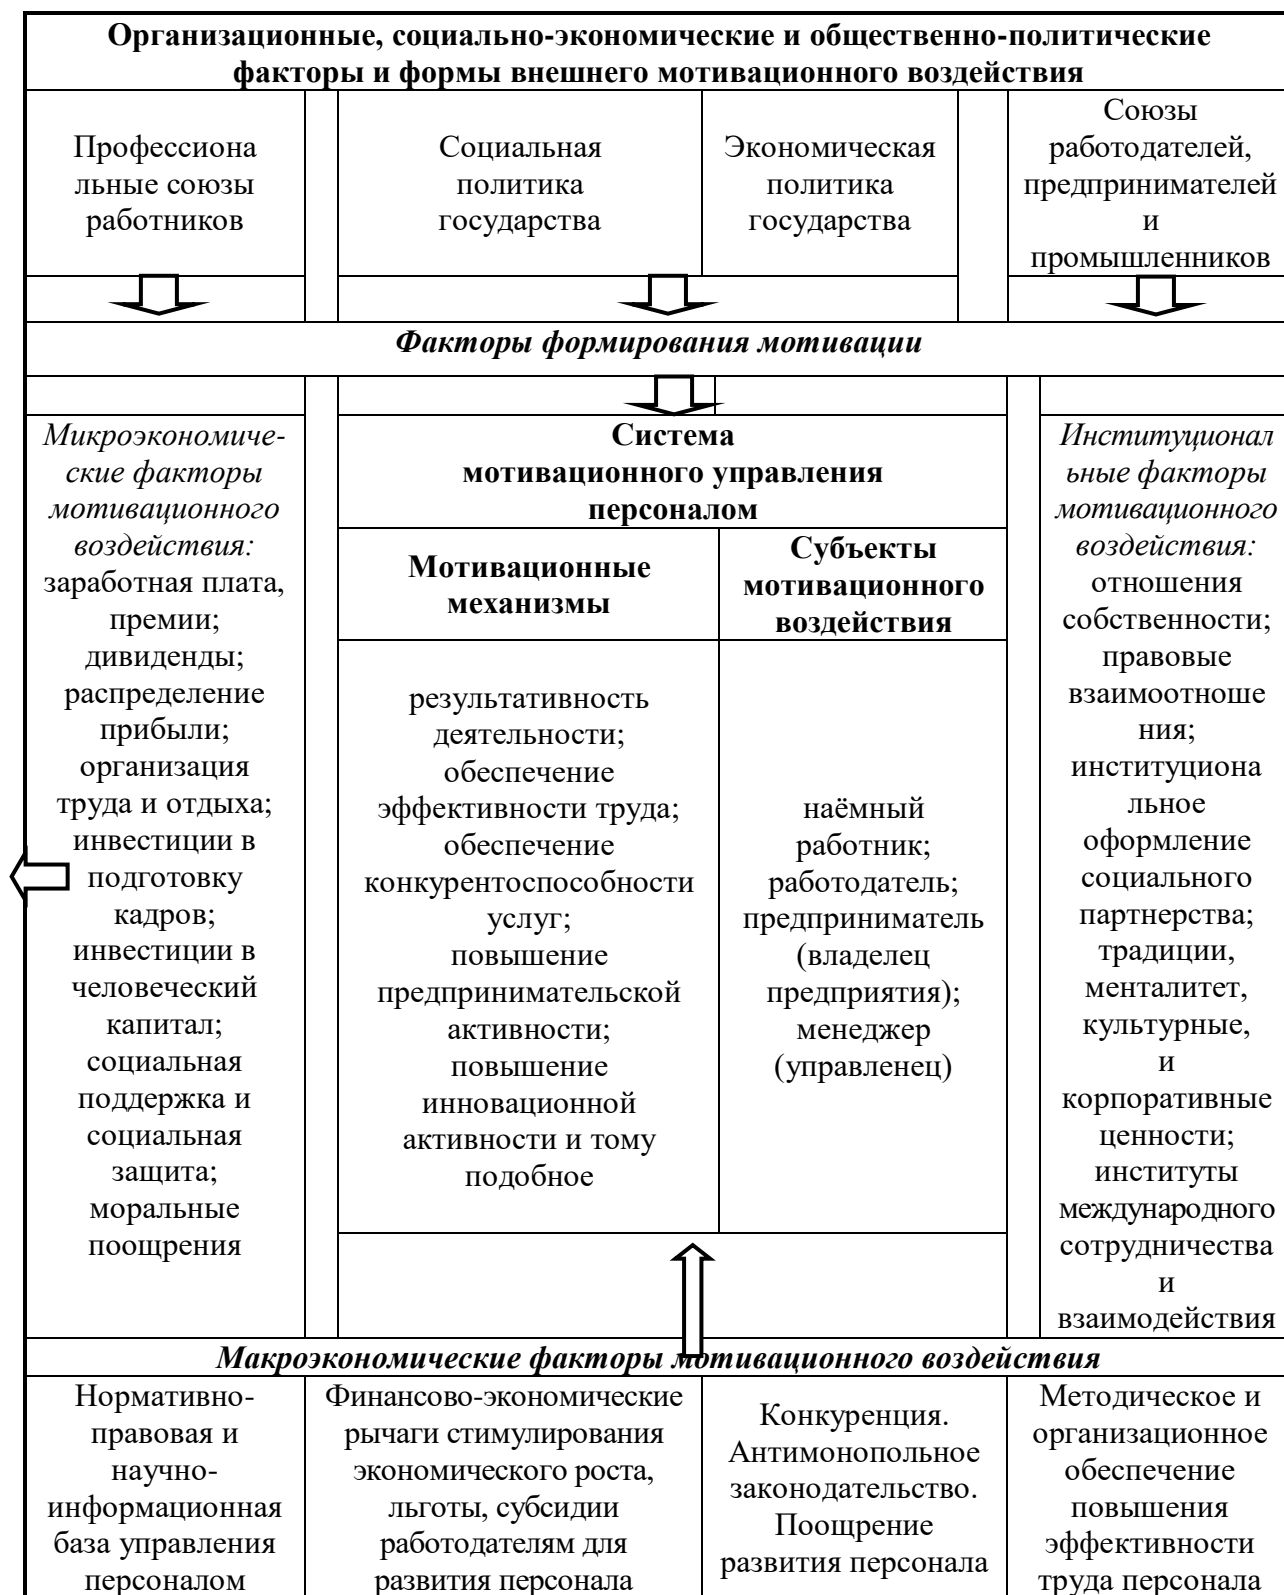 Организационные, социально-экономические и общественно-политические
факторы и формы внешнего мотивационного воздействия
Профессиона
льные союзы
работников
Социальная
политика
государства
Экономическая
политика
государства
Союзы
работодателей,
предпринимателей
и
промышленников
Факторы формирования мотивации
Микроэкономиче-
ские факторы
мотивационного
воздействия:
заработная плата,
премии;
дивиденды;
распределение
прибыли;
организация
труда и отдыха;
инвестиции в
подготовку
кадров;
инвестиции в
человеческий
капитал;
социальная
поддержка и
социальная
защита;
моральные
поощрения
Система
мотивационного управления
персоналом
Мотивационные
механизмы
результативность
деятельности;
обеспечение
эффективности труда;
обеспечение
конкурентоспособности
услуг;
повышение
предпринимательской
активности;
повышение
инновационной
активности и тому
подобное
Субъекты
мотивационного
воздействия
наёмный
работник;
работодатель;
предприниматель
(владелец
предприятия);
менеджер
(управленец)
Институционал
ьные факторы
мотивационного
воздействия:
отношения
собственности;
правовые
взаимоотноше
ния;
институциона
льное
оформление
социального
партнерства;
традиции,
менталитет,
культурные,
и
корпоративные
ценности;
институты
международного
сотрудничества
и
взаимодействия
Макроэкономические факторы мотивационного воздействия
Нормативно-
правовая и
научно-
информационная
база управления
персоналом
Финансово-экономические
рычаги стимулирования
экономического роста,
льготы, субсидии
работодателям для
развития персонала
Конкуренция.
Антимонопольное
законодательство.
Поощрение
развития персонала
Методическое и
организационное
обеспечение
повышения
эффективности
труда персонала